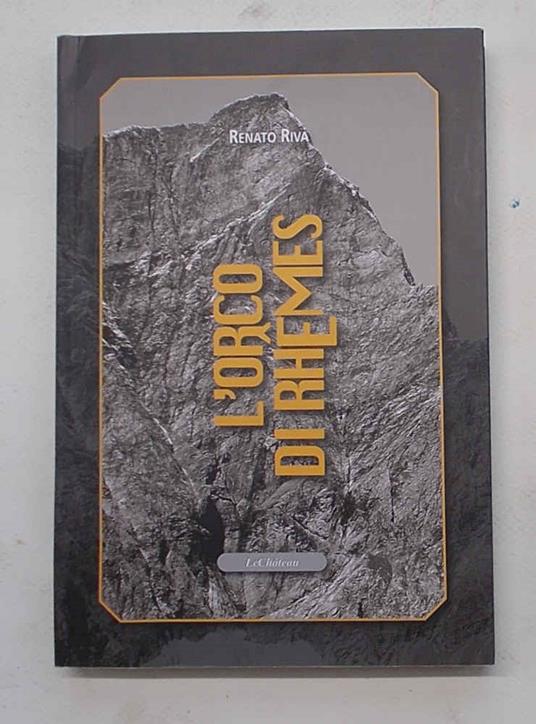 RENATO RIVA
L'ORCO
DI RHEMES
LeChâteau